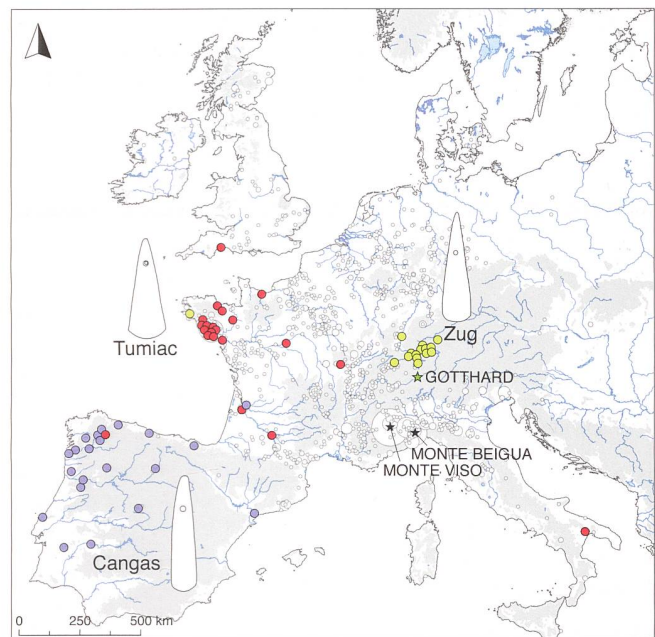 Tumiac
Zug
GOTTHARD
MONTE BEIGUA
MONTE VISO
Cangas
0 250 500 km